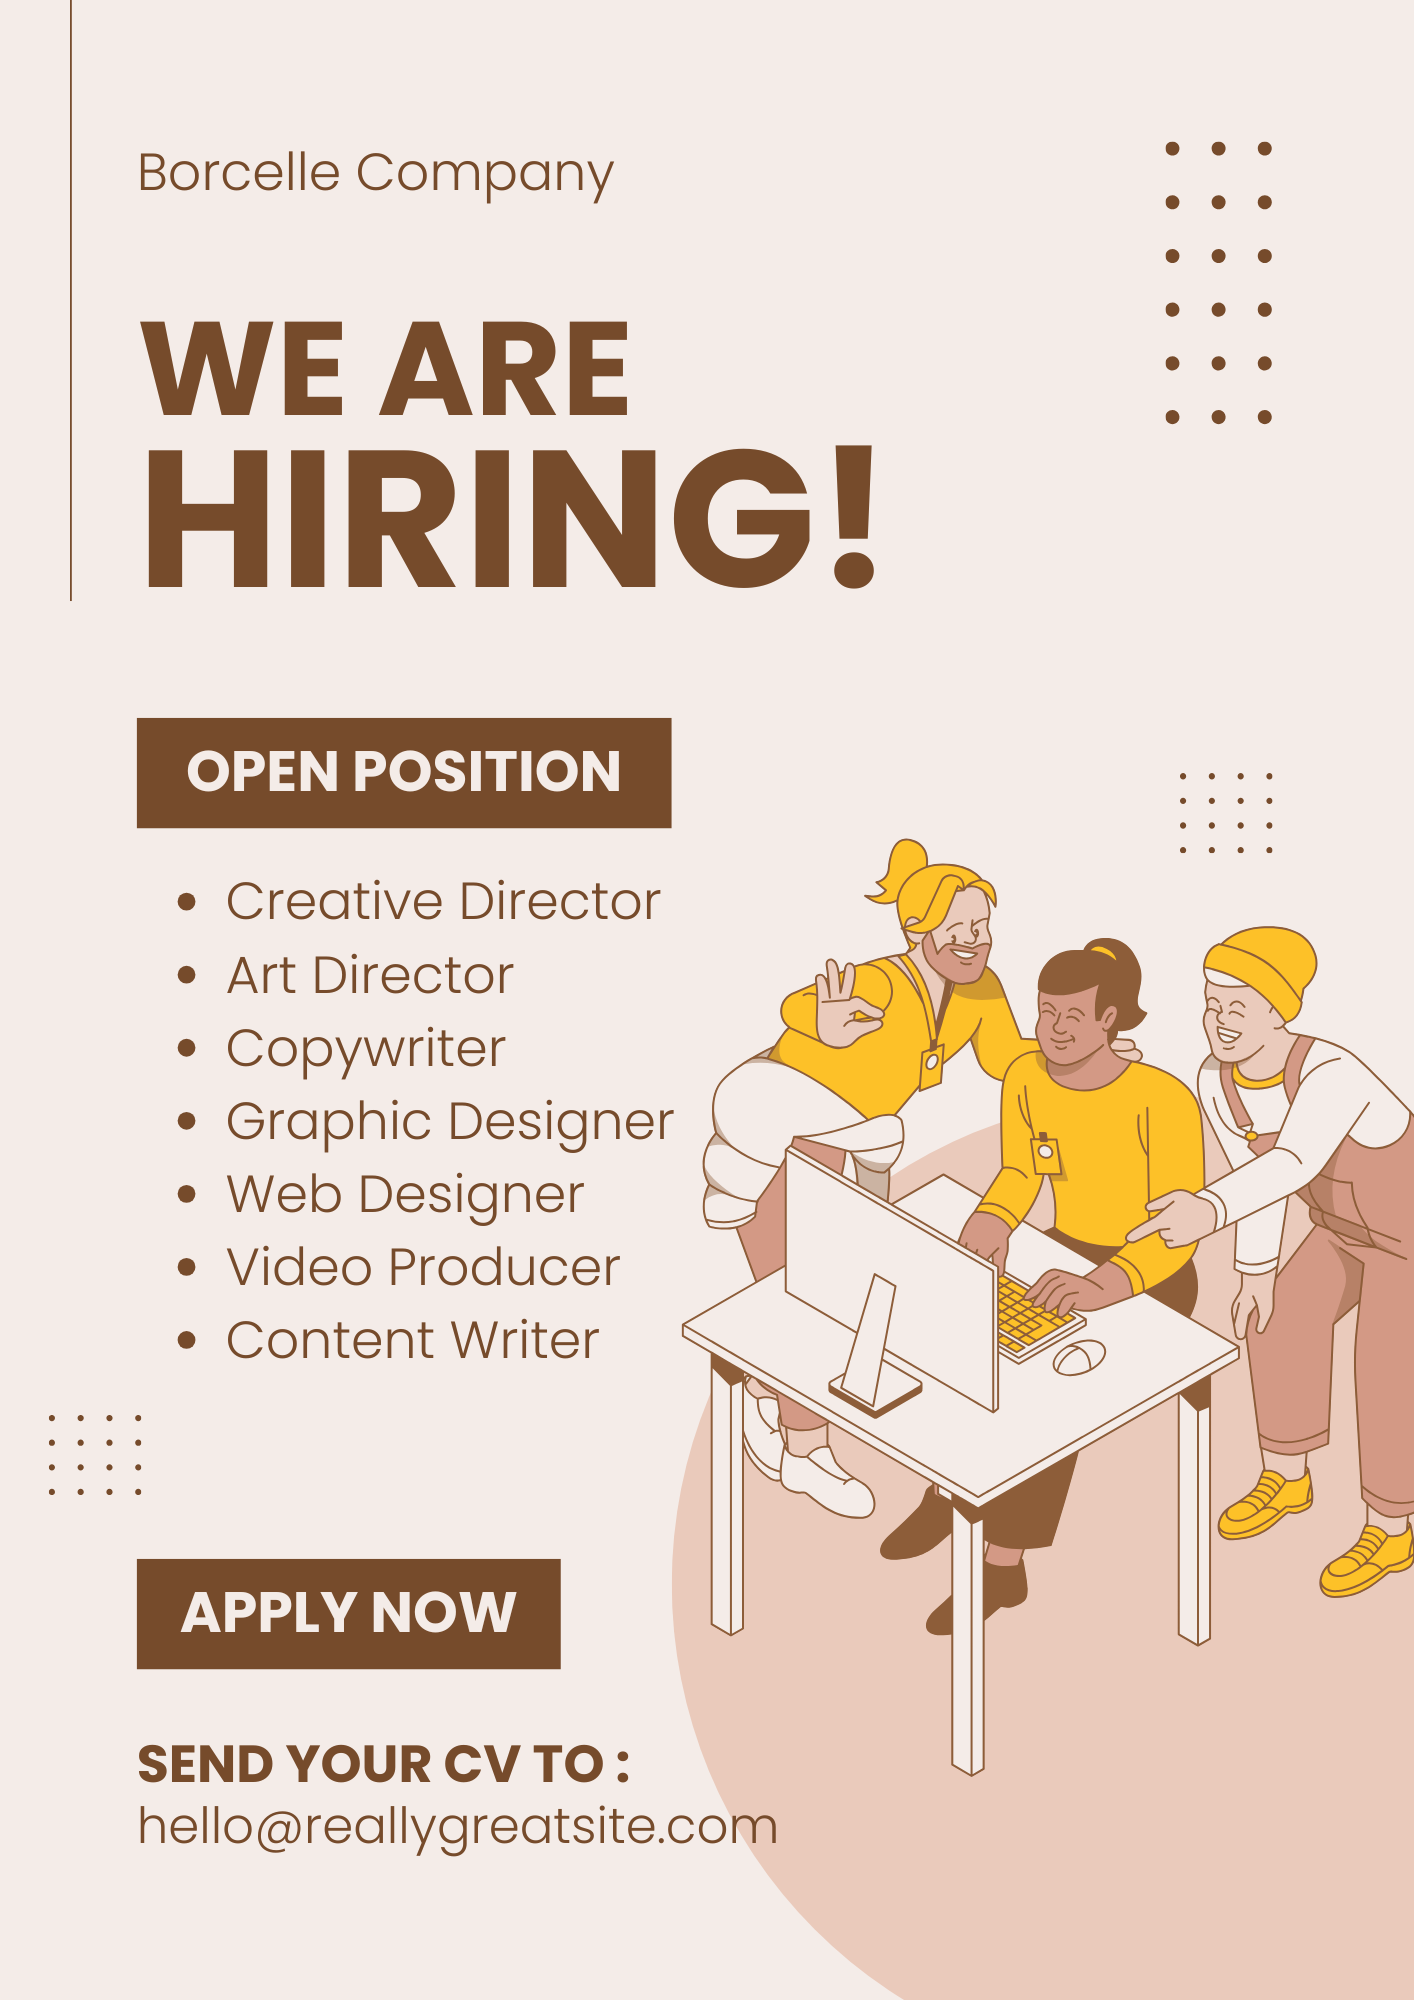 Borcelle Company
WE ARE
HIRING!
OPEN POSITION
• Creative Director
• Art Director
• Copywriter
• Graphic Designer
• Web Designer
• Video Producer
• Content Writer
APPLY NOW
SEND YOUR CV TO :
hello@reallygreatsite.com